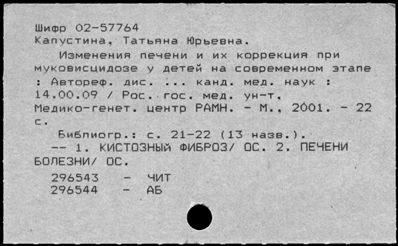 Шифр 02-57764
Капустина, Татьяна Юрьевна.
Изменения печени и их коррекция при
муковисцидозе у детей на современном этапе
: Автореф. дисс ... канд. мед. наук :
14.00.09 / Рос. гос. мед. ун-т.
Медико-генет. центр РАМН. - М., 2001. - 22
с.
Библиогр.: с. 21-22 (13 назв.).
-- 1. КИСТОЗНЫЙ ФИБРОЗ/ ОС. 2. ПЕЧЕНИ
БОЛЕЗНИ/ ОС.
296543 - ЧИТ
296544 - АБ